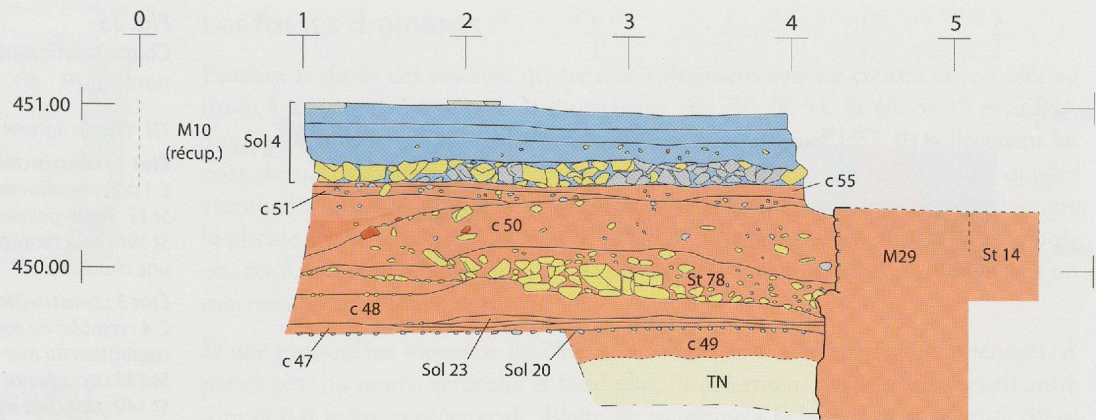 0 1 2 3 4 5
451.00
M10
(récup.)
Sol 4
c 51
c 55
c 50
450.00
St 78
M29
St 14
c 48
c 47
Sol 23
Sol 20
c 49
TN